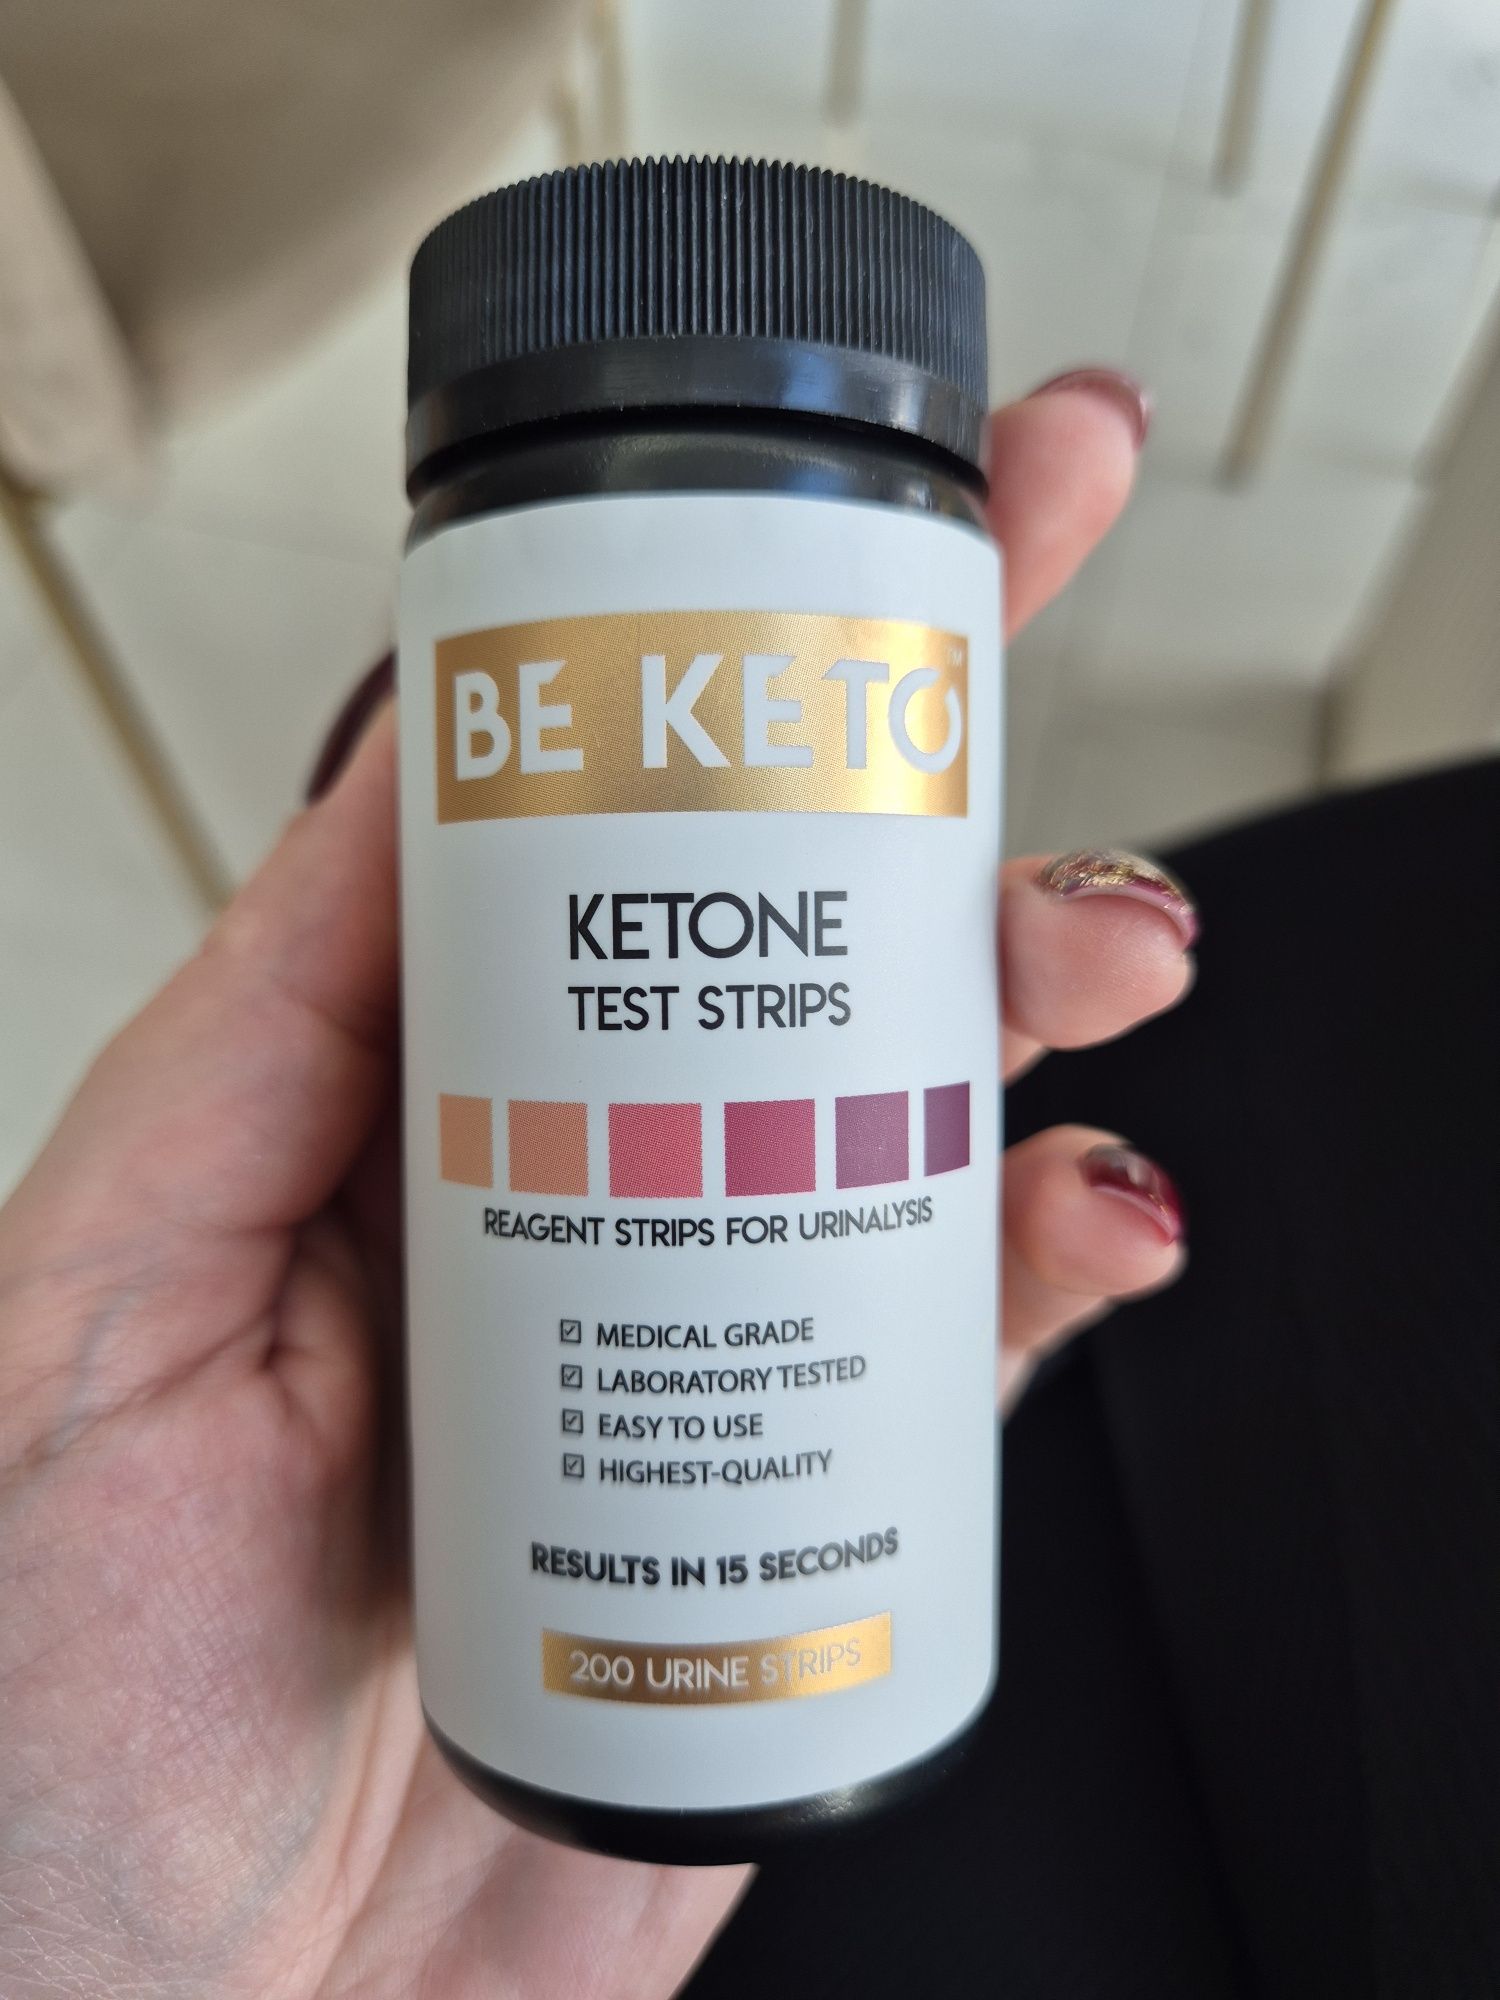 BE KETO™
KETONE
TEST STRIPS
REAGENT STRIPS FOR URINALYSIS
☑ MEDICAL GRADE
☑ LABORATORY TESTED
☑ EASY TO USE
☑ HIGHEST-QUALITY
RESULTS IN 15 SECONDS
200 URINE STRIPS